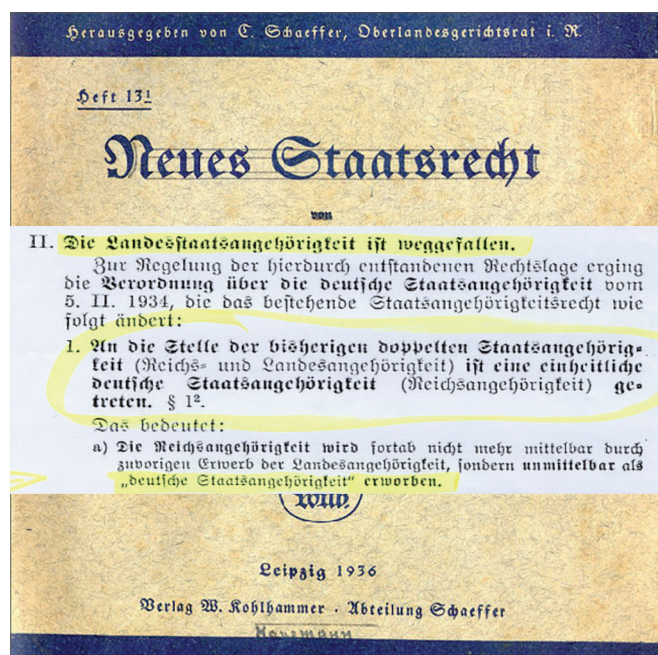 Herausgegeben von C. Schaeffer, Oberlandesgerichtsrat i. R.
Heft 13¹
Neues Staatsrecht
von
II. Die Landesstaatsangehörigkeit ist weggefallen.
Zur Regelung der hierdurch entstandenen Rechtslage erging
die Verordnung über die deutsche Staatsangehörigkeit vom
5. II. 1934, die das bestehende Staatsangehörigkeitsrecht wie
folgt ändert:
1. An die Stelle der bisherigen doppelten Staatsangehörig-
keit (Reichs- und Landesangehörigkeit) ist eine einheitliche
deutsche Staatsangehörigkeit (Reichsangehörigkeit) ge-
treten. § 1².
Das bedeutet:
a) Die Reichsangehörigkeit wird fortab nicht mehr mittelbar durch
zuvorigen Erwerb der Landesangehörigkeit, sondern unmittelbar als
„deutsche Staatsangehörigkeit“ erworben.
Leipzig 1936
Verlag W. Kohlhammer · Abteilung Schaeffer